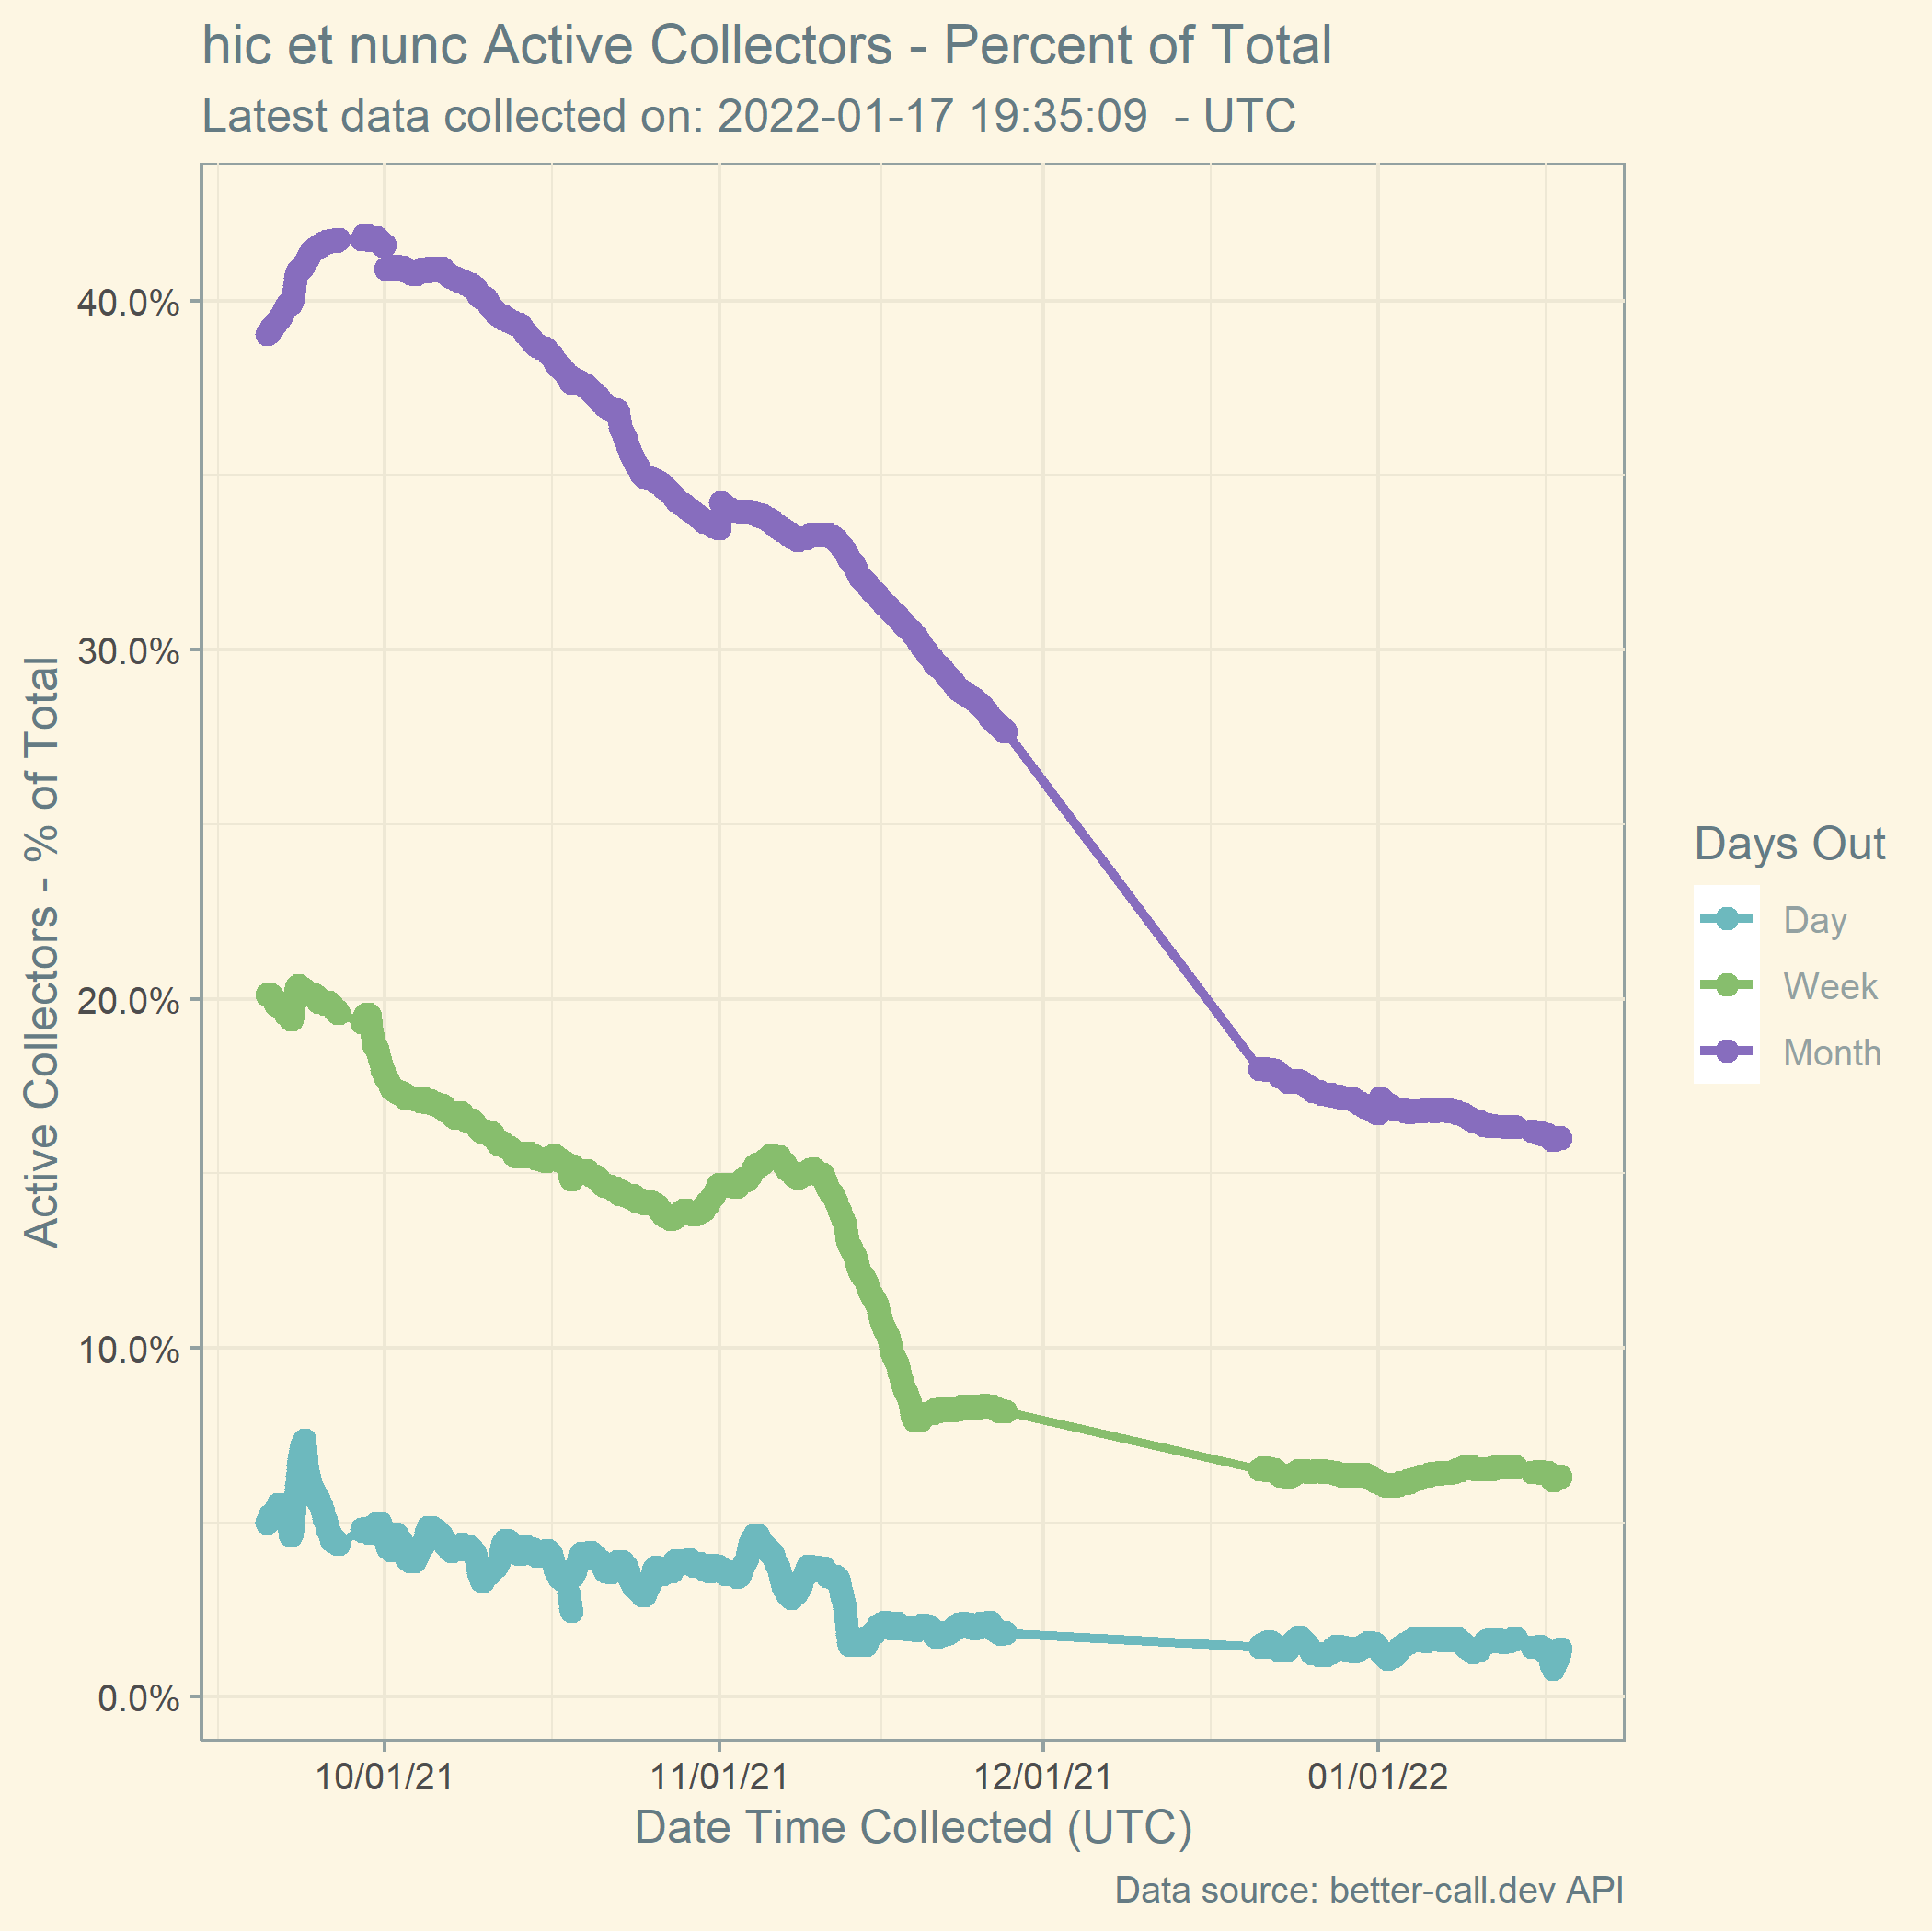 hic et nunc Active Collectors - Percent of Total
Latest data collected on: 2022-01-17 19:35:09  - UTC
Active Collectors - % of Total
40.0%
30.0%
20.0%
10.0%
0.0%
10/01/21
11/01/21
12/01/21
01/01/22
Date Time Collected (UTC)
Days Out
Day
Week
Month
Data source: better-call.dev API